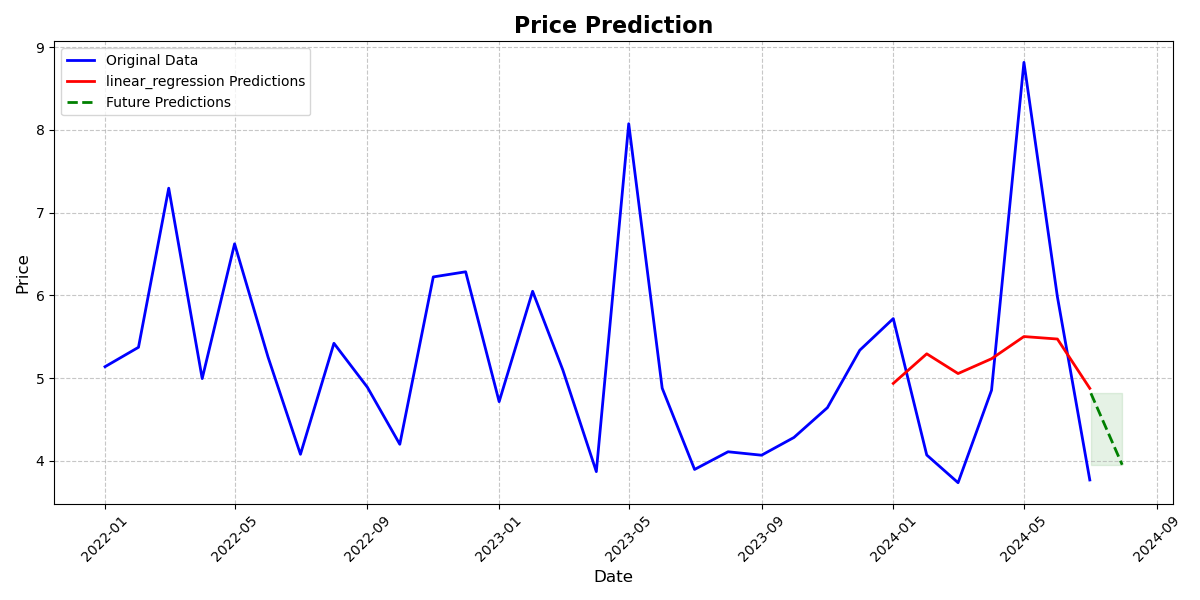 Price Prediction
Original Data
linear_regression Predictions
Future Predictions
Price
9
8
7
6
5
4
2022-01
2022-05
2022-09
2023-01
2023-05
2023-09
2024-01
2024-05
2024-09
Date